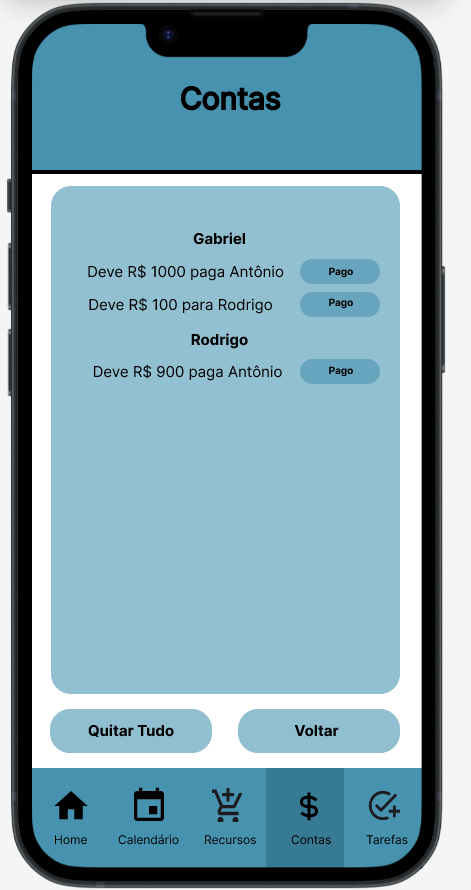 Contas
Gabriel
Deve R$ 1000 paga Antônio Pago
Deve R$ 100 para Rodrigo Pago
Rodrigo
Deve R$ 900 paga Antônio Pago
Quitar Tudo Voltar
Home Calendário Recursos Contas Tarefas